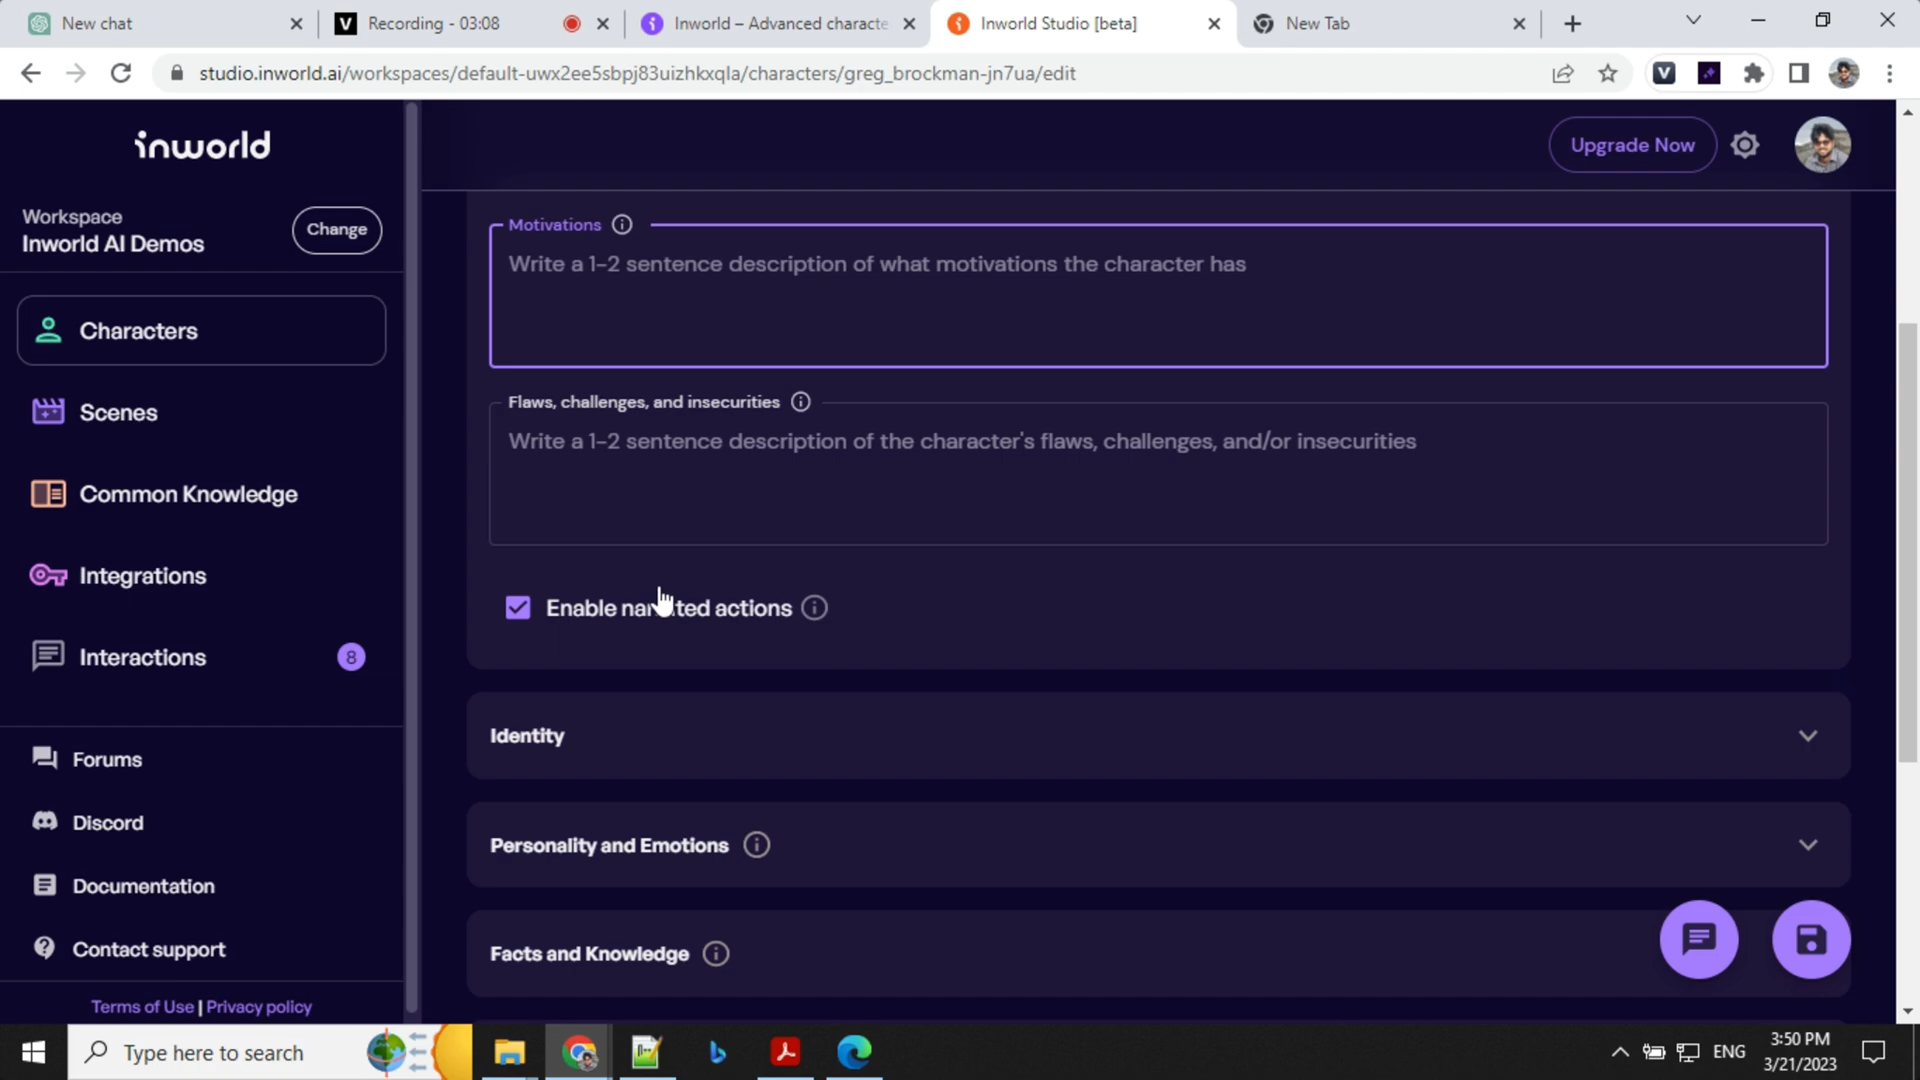 New chat
Recording - 03:08
Inworld – Advanced characte
Inworld Studio [beta]
New Tab
studio.inworld.ai/workspaces/default-uwx2ee5sbpj83uizhkxqla/characters/greg_brockman-jn7ua/edit
inworld
Upgrade Now
Workspace
Inworld AI Demos
Change
Characters
Scenes
Common Knowledge
Integrations
Interactions
8
Forums
Discord
Documentation
Contact support
Terms of Use | Privacy policy
Motivations
Write a 1-2 sentence description of what motivations the character has
Flaws, challenges, and insecurities
Write a 1-2 sentence description of the character's flaws, challenges, and/or insecurities
Enable narrated actions
Identity
Personality and Emotions
Facts and Knowledge
Type here to search
ENG
3:50 PM
3/21/2023